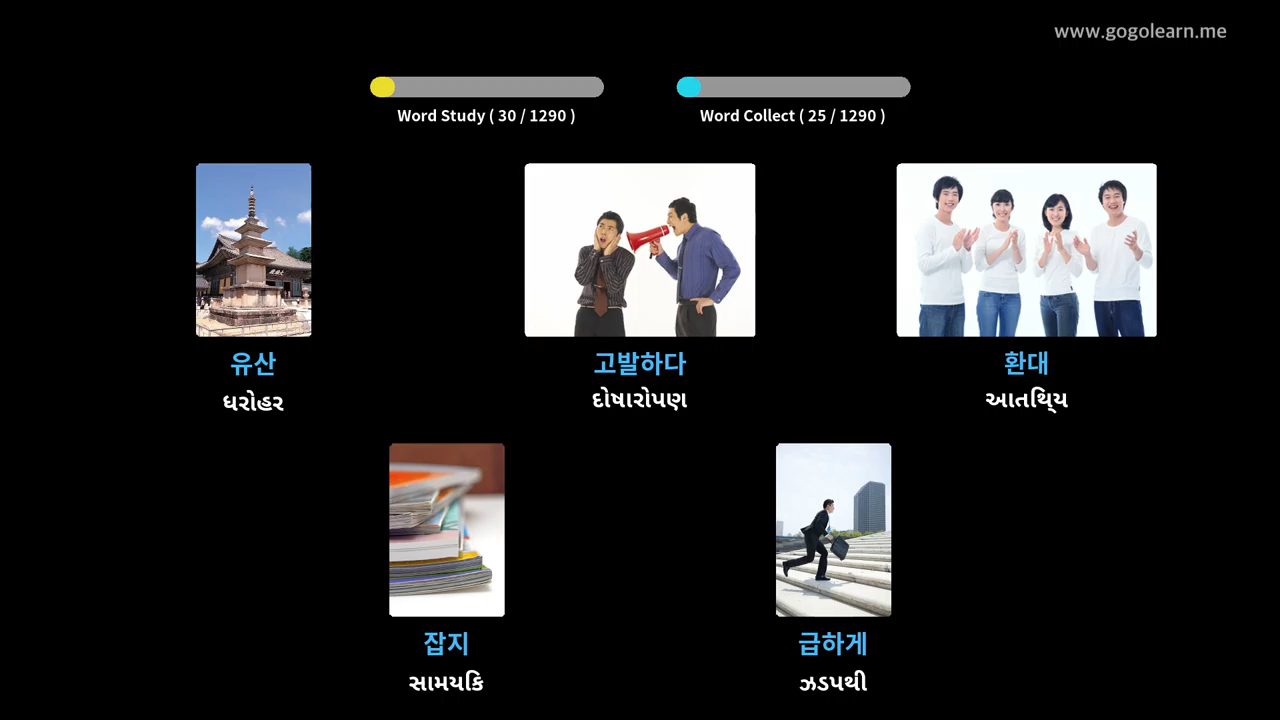 www.gogolearn.me
Word Study ( 30 / 1290 )
Word Collect ( 25 / 1290 )
유산
ધરોહર
고발하다
દોષારોપણ
환대
આતથ્યિ
잡지
સામયકિ
급하게
ઝડપથી